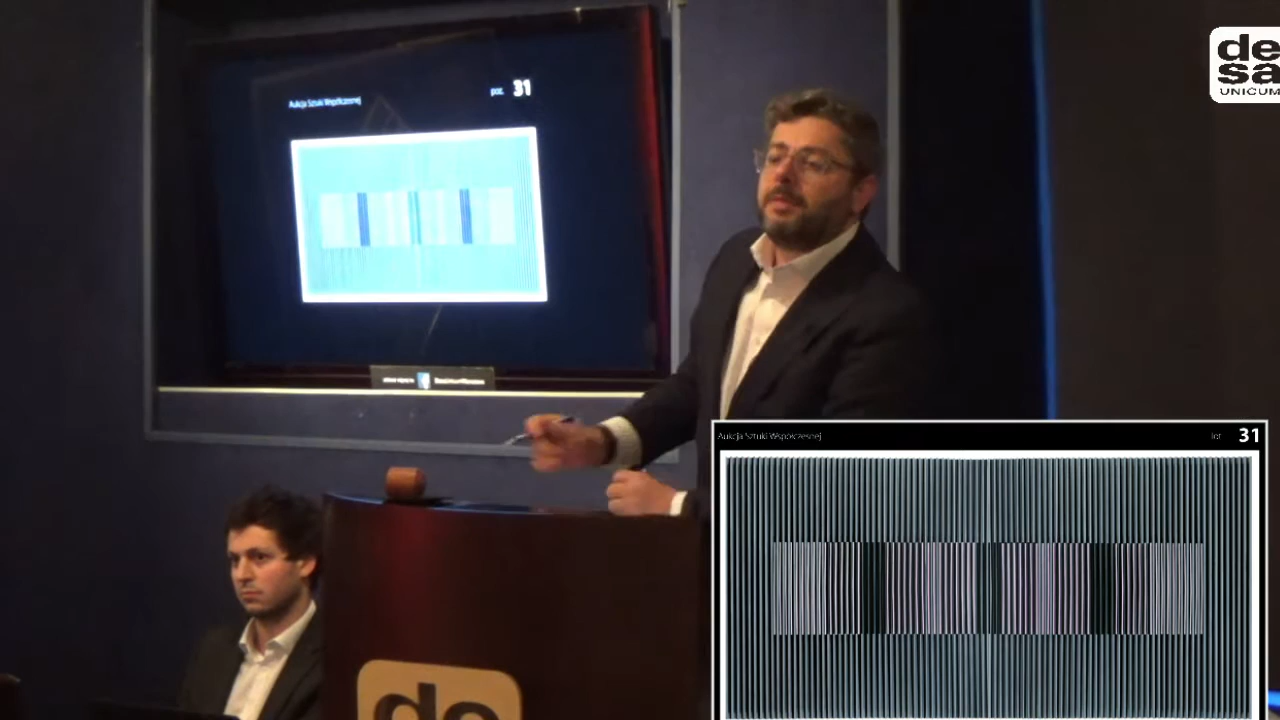 de
sa
UNICUM
poz. 31
Aukcja Sztuki Współczesnej
Aukcja Sztuki Współczesnej
lot 31
de